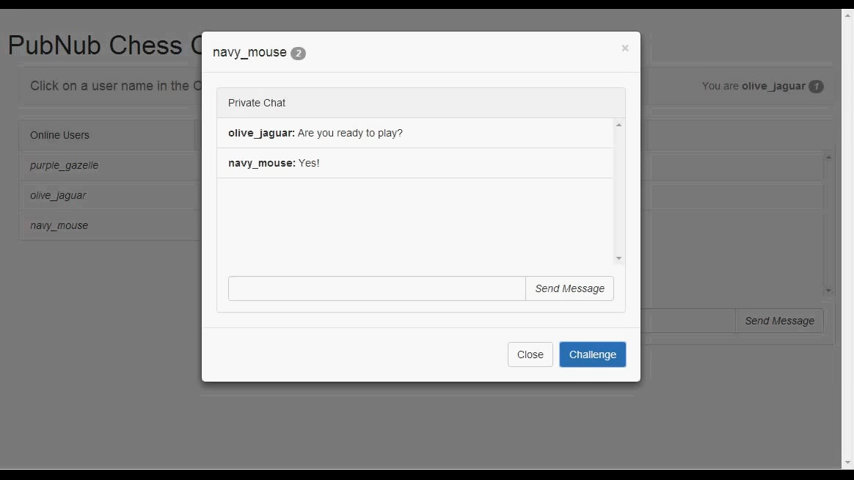 PubNub Chess
navy_mouse 2
×
Click on a user name in the
You are olive_jaguar 1
Private Chat
Online Users
olive_jaguar: Are you ready to play?
purple_gazelle
navy_mouse: Yes!
olive_jaguar
navy_mouse
Send Message
Send Message
Close
Challenge